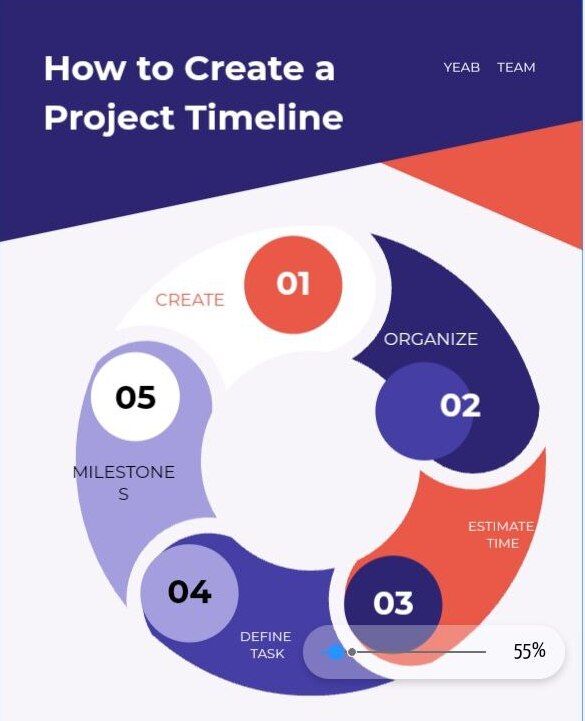 How to Create a
Project Timeline
YEAB TEAM
01
CREATE
ORGANIZE
02
05
MILESTONE
S
ESTIMATE
TIME
04
03
DEFINE
TASK
55%